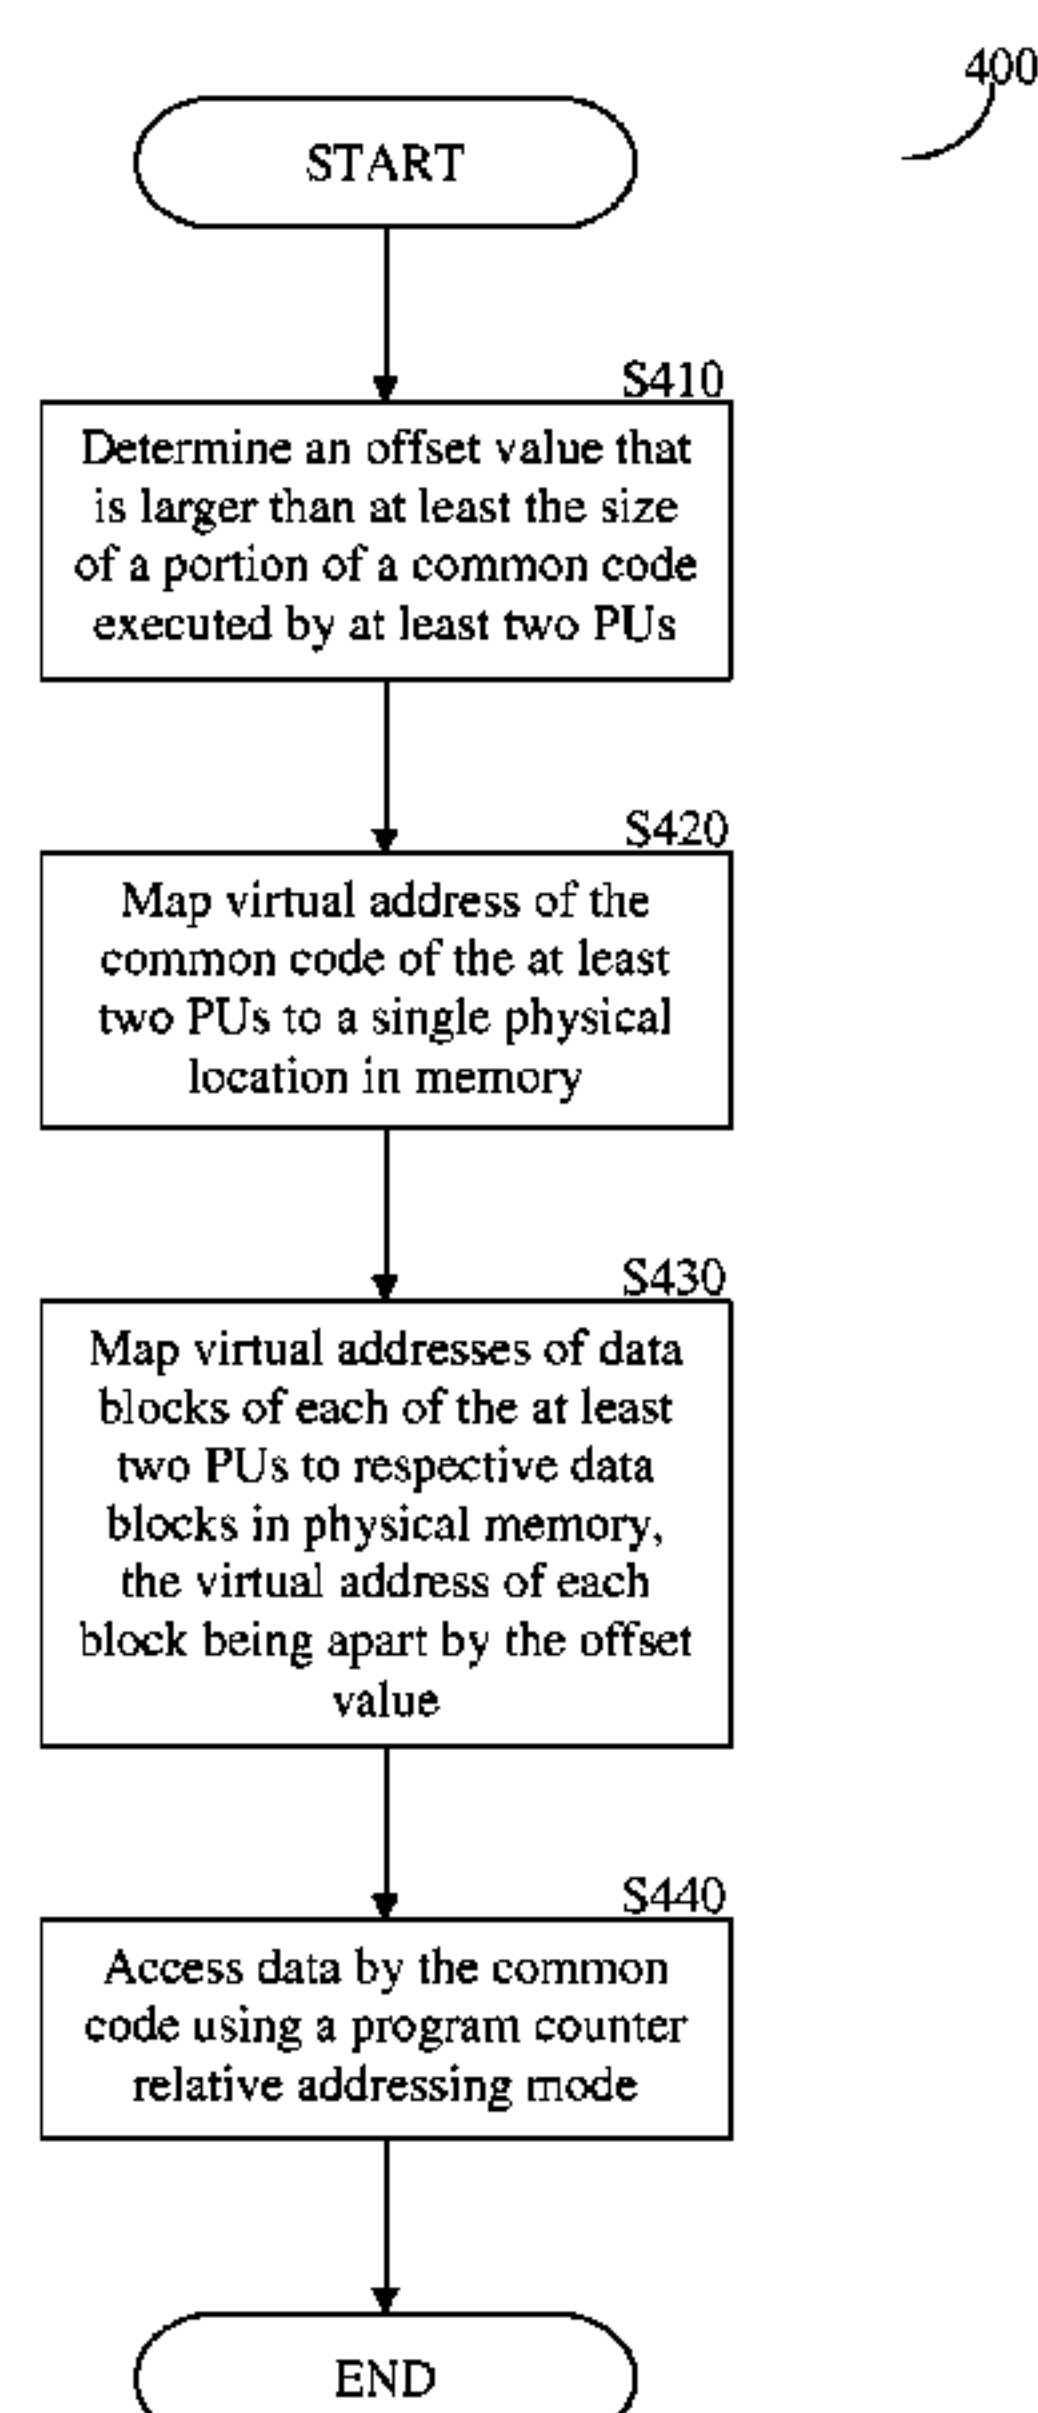 400
START
S410
Determine an offset value that
is larger than at least the size
of a portion of a common code
executed by at least two PUs
S420
Map virtual address of the
common code of the at least
two PUs to a single physical
location in memory
S430
Map virtual addresses of data
blocks of each of the at least
two PUs to respective data
blocks in physical memory,
the virtual address of each
block being apart by the offset
value
S440
Access data by the common
code using a program counter
relative addressing mode
END